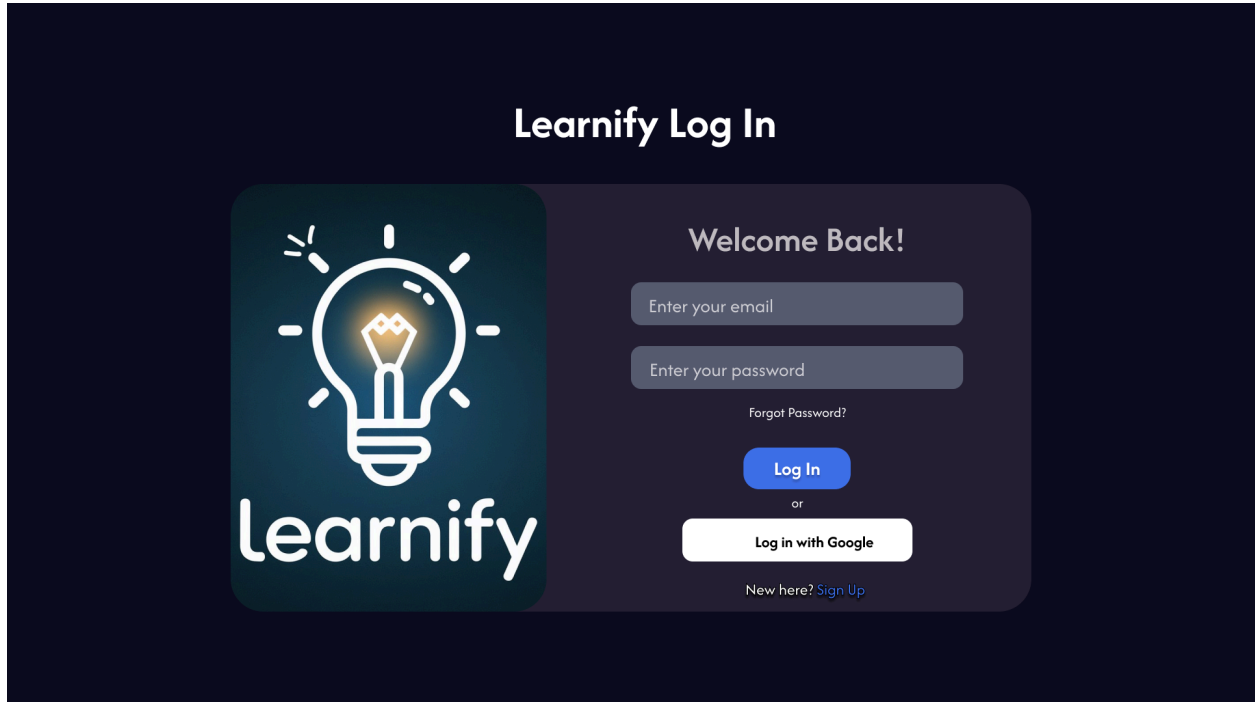 Learnify Log In
Welcome Back!
Enter your email
Enter your password
Forgot Password?
Log In
or
Log in with Google
New here? Sign Up
learnify